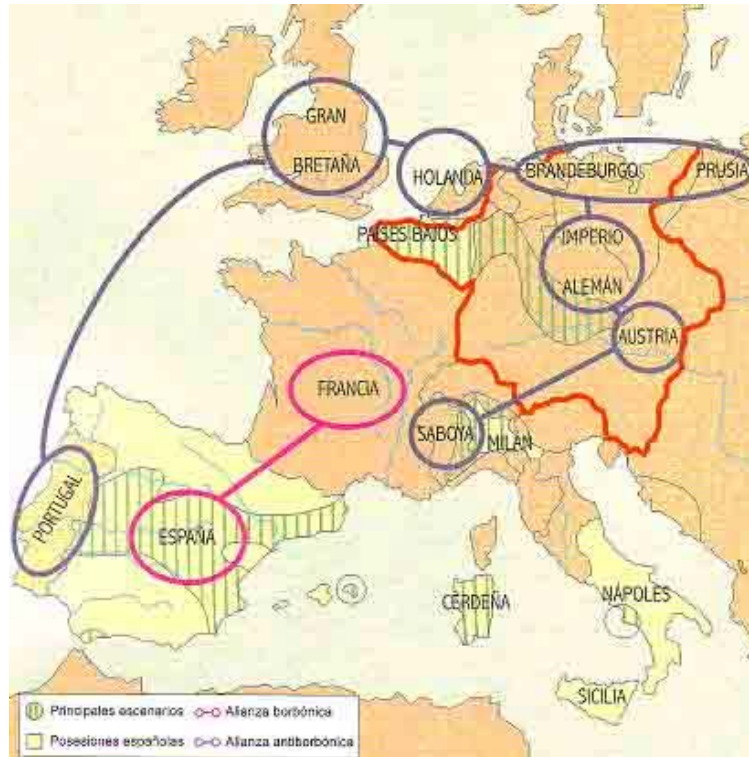 GRAN
BRETAÑA
HOLANDA
BRANDEBURGO
PRUSIA
PAISES BAJOS
IMPERIO
ALEMÁN
AUSTRIA
FRANCIA
SABOYA
MILÁN
PORTUGAL
ESPAÑA
CERDEÑA
NÁPOLES
SICILIA
Principales escenarios
Alianza borbónica
Posesiones españolas
Alianza antiborbónica